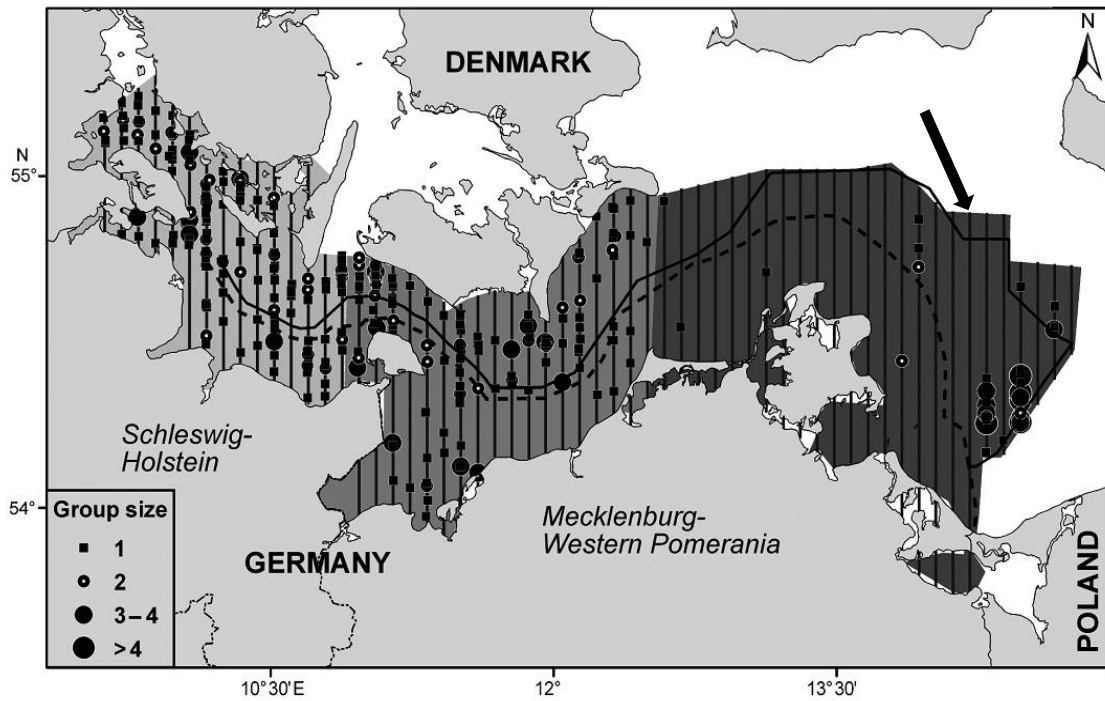 N
DENMARK
N
55°
Schleswig-
Holstein
54°
Group size
1
2
3–4
>4
GERMANY
Mecklenburg-
Western Pomerania
POLAND
10°30'E
12°
13°30'